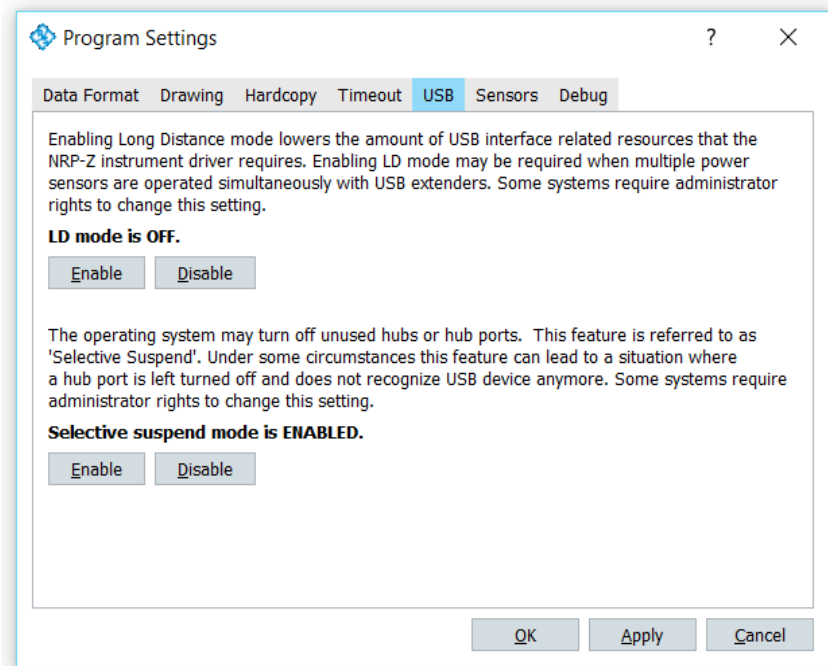 Program Settings ?
Data Format Drawing Hardcopy Timeout USB Sensors Debug
Enabling Long Distance mode lowers the amount of USB interface related resources that the
NRP-Z instrument driver requires. Enabling LD mode may be required when multiple power
sensors are operated simultaneously with USB extenders. Some systems require administrator
rights to change this setting.
LD mode is OFF.
Enable Disable
The operating system may turn off unused hubs or hub ports.  This feature is referred to as
'Selective Suspend'. Under some circumstances this feature can lead to a situation where
a hub port is left turned off and does not recognize USB device anymore. Some systems require
administrator rights to change this setting.
Selective suspend mode is ENABLED.
Enable Disable
OK Apply Cancel